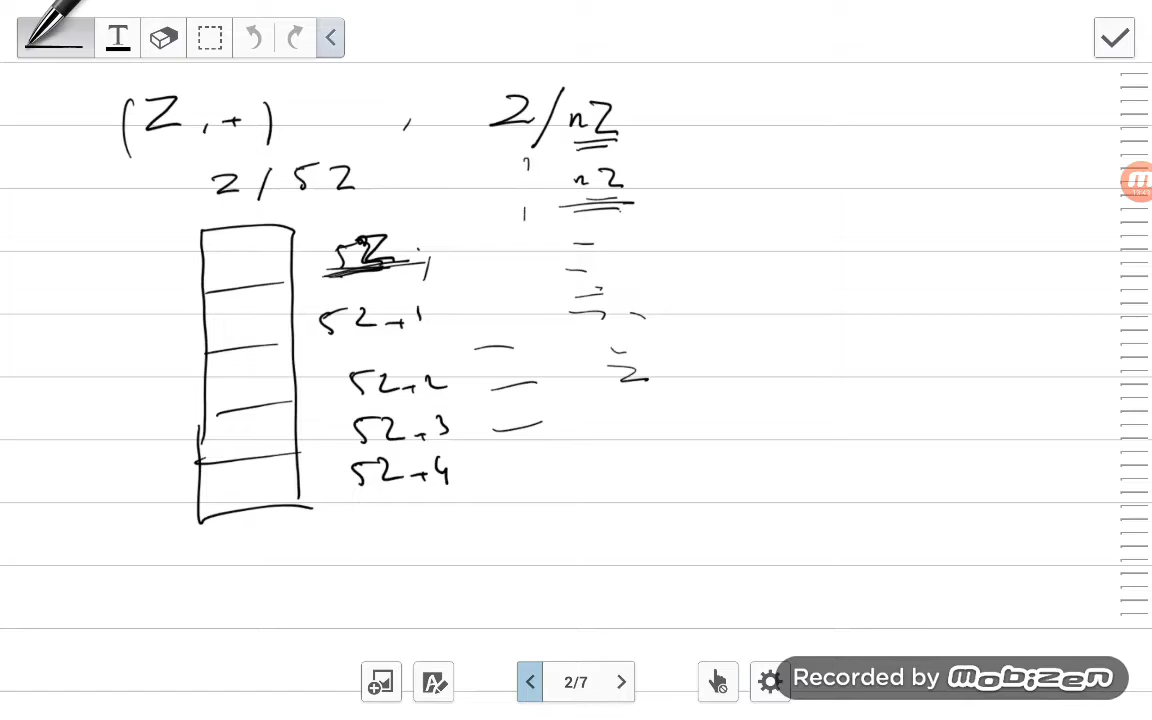 T
(Z, +) , Z/nZ
Z/5Z
nZ
5Z
5Z+1
5Z+2
5Z+3
5Z+4
2/7
Recorded by mobizen